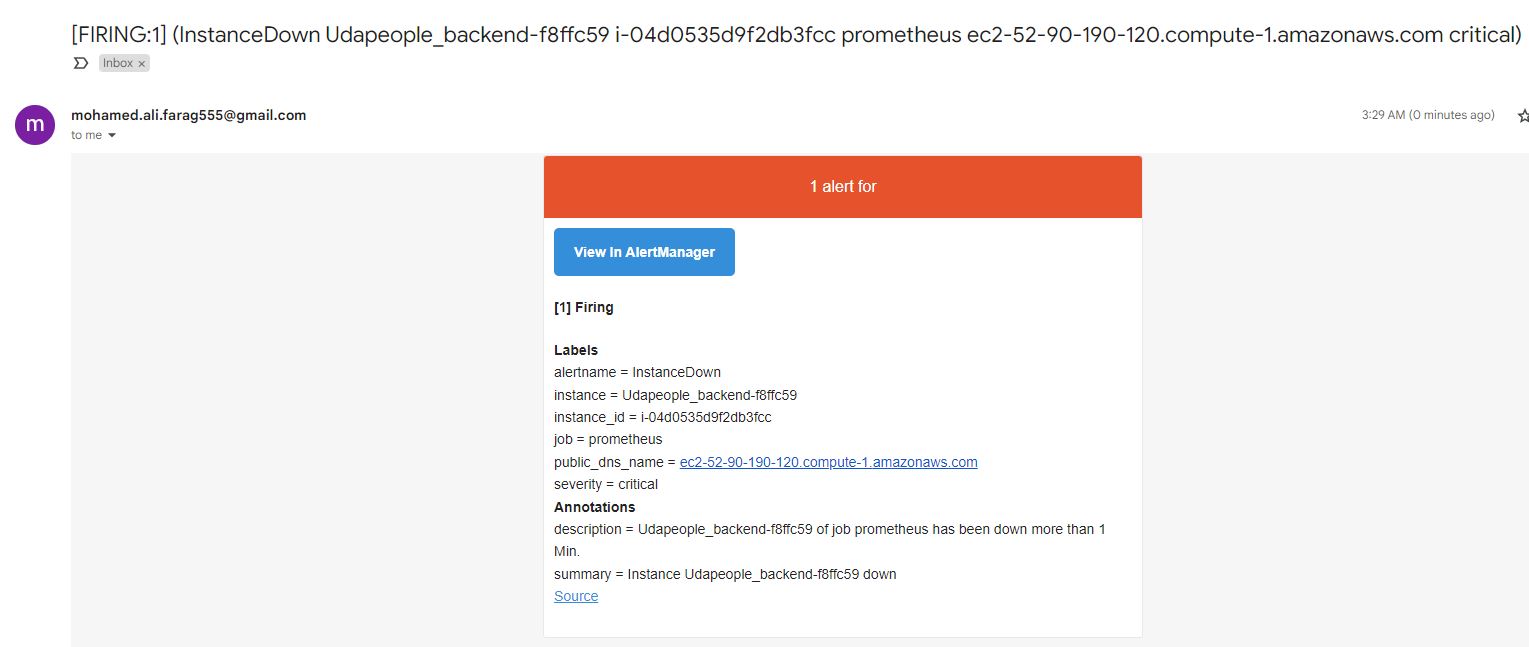 [FIRING:1] (InstanceDown Udapeople_backend-f8ffc59 i-04d0535d9f2db3fcc prometheus ec2-52-90-190-120.compute-1.amazonaws.com critical)
Inbox ×
m
mohamed.ali.farag555@gmail.com
3:29 AM (0 minutes ago)
to me
1 alert for
View In AlertManager
[1] Firing
Labels
alertname = InstanceDown
instance = Udapeople_backend-f8ffc59
instance_id = i-04d0535d9f2db3fcc
job = prometheus
public_dns_name = ec2-52-90-190-120.compute-1.amazonaws.com
severity = critical
Annotations
description = Udapeople_backend-f8ffc59 of job prometheus has been down more than 1
Min.
summary = Instance Udapeople_backend-f8ffc59 down
Source